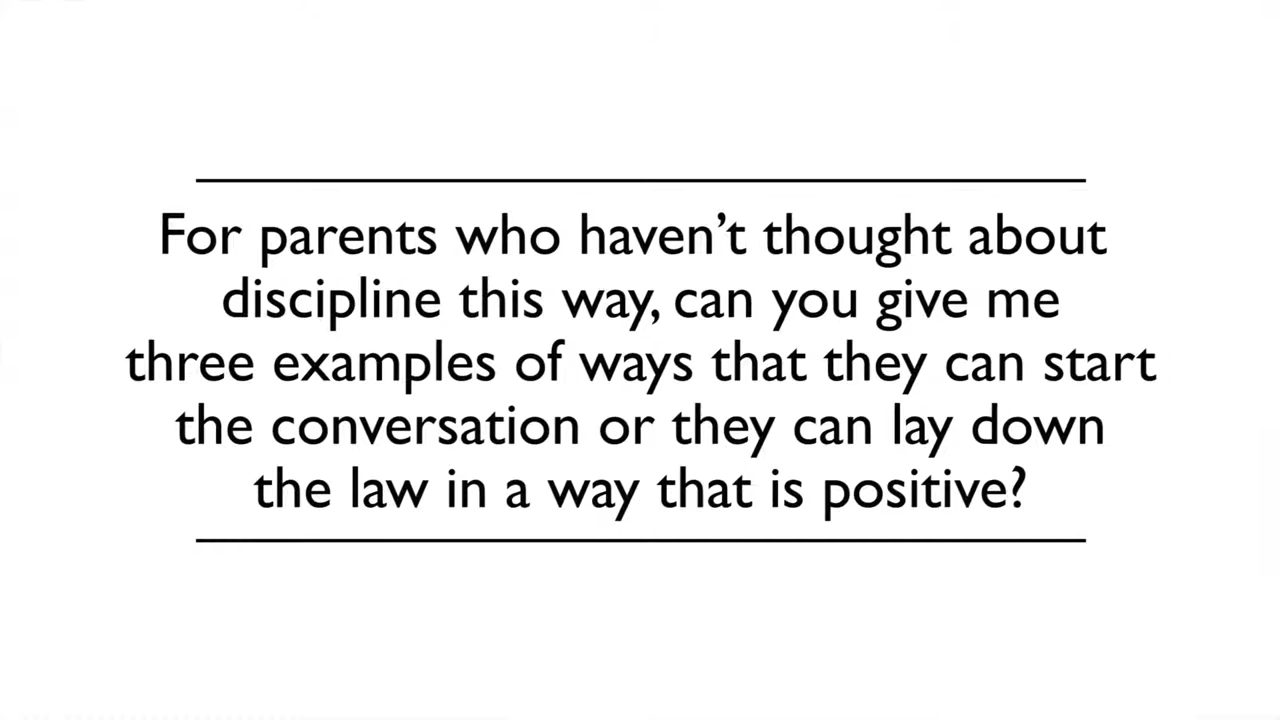 For parents who haven’t thought about
discipline this way, can you give me
three examples of ways that they can start
the conversation or they can lay down
the law in a way that is positive?